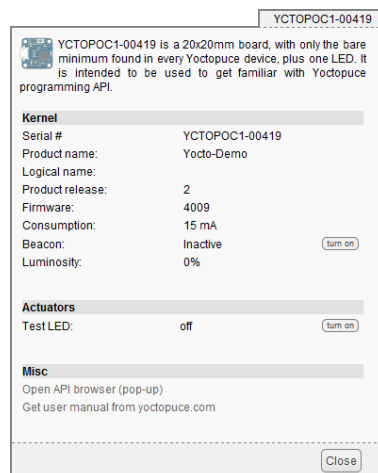 YCTOPOC1-00419
YCTOPOC1-00419 is a 20x20mm board, with only the bare
minimum found in every Yoctopuce device, plus one LED. It
is intended to be used to get familiar with Yoctopuce
programming API.
Kernel
Serial # YCTOPOC1-00419
Product name: Yocto-Demo
Logical name:
Product release: 2
Firmware: 4009
Consumption: 15 mA
Beacon: Inactive turn on
Luminosity: 0%
Actuators
Test LED: off turn on
Misc
Open API browser (pop-up)
Get user manual from yoctopuce.com
Close